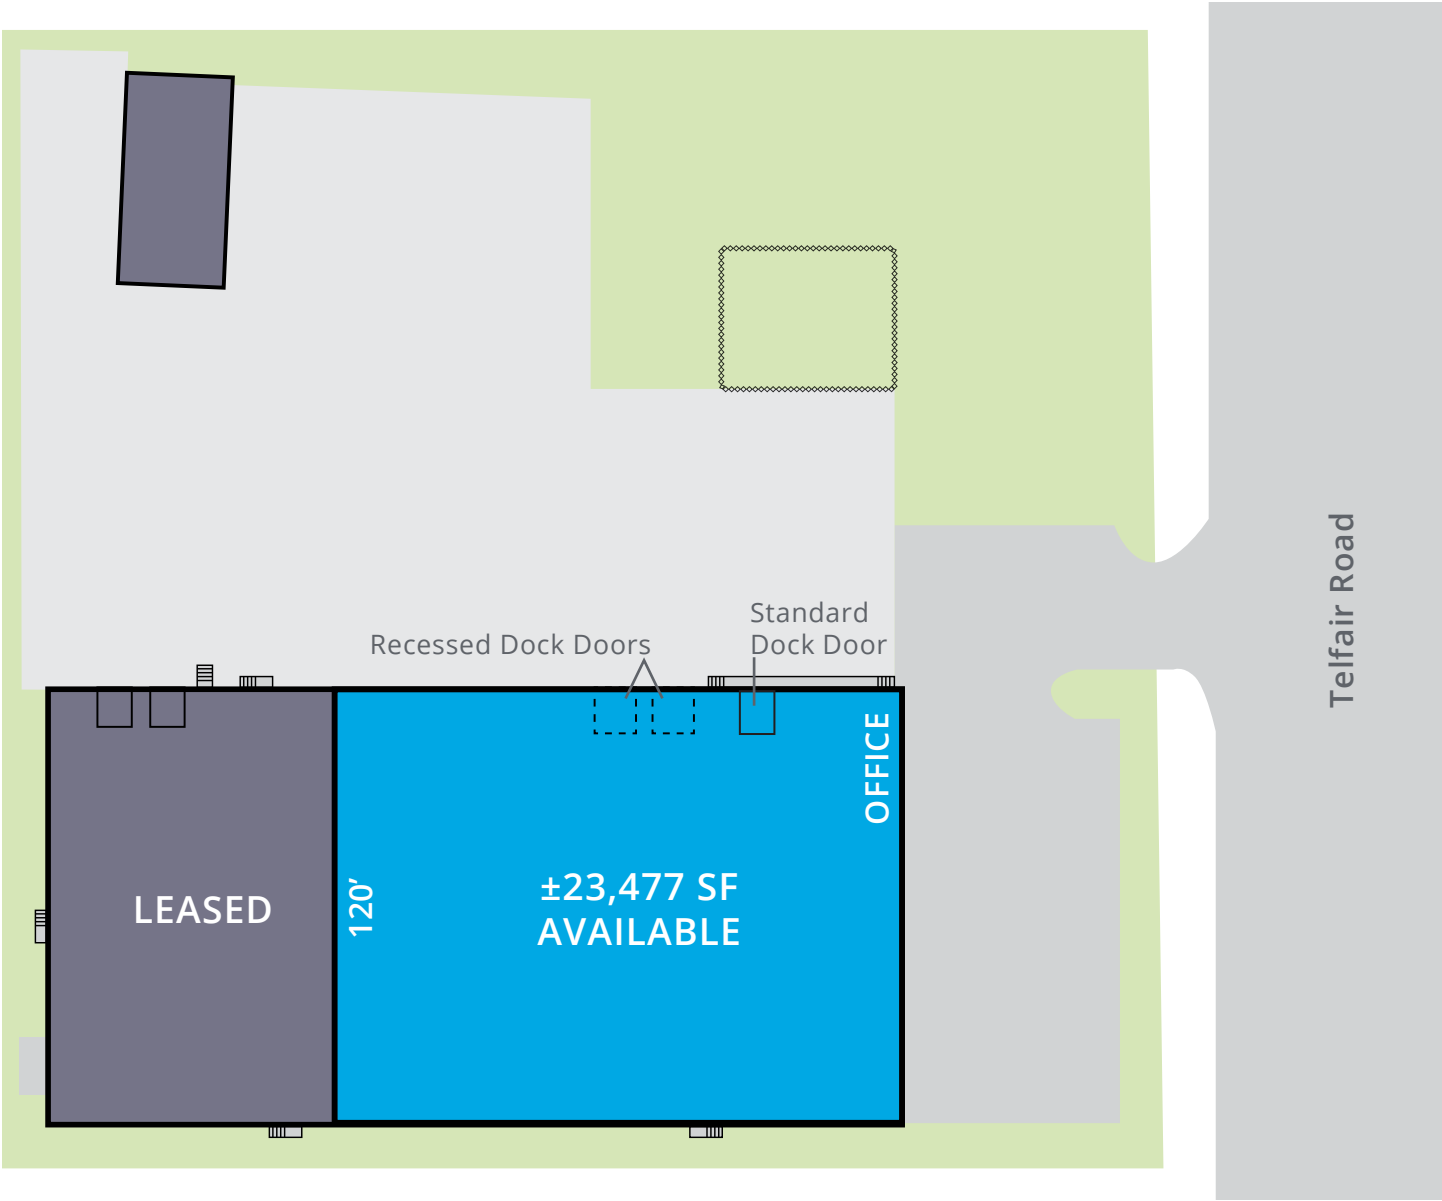 Standard
Dock Door
Recessed Dock Doors
Telfair Road
OFFICE
LEASED
120’
±23,477 SF
AVAILABLE